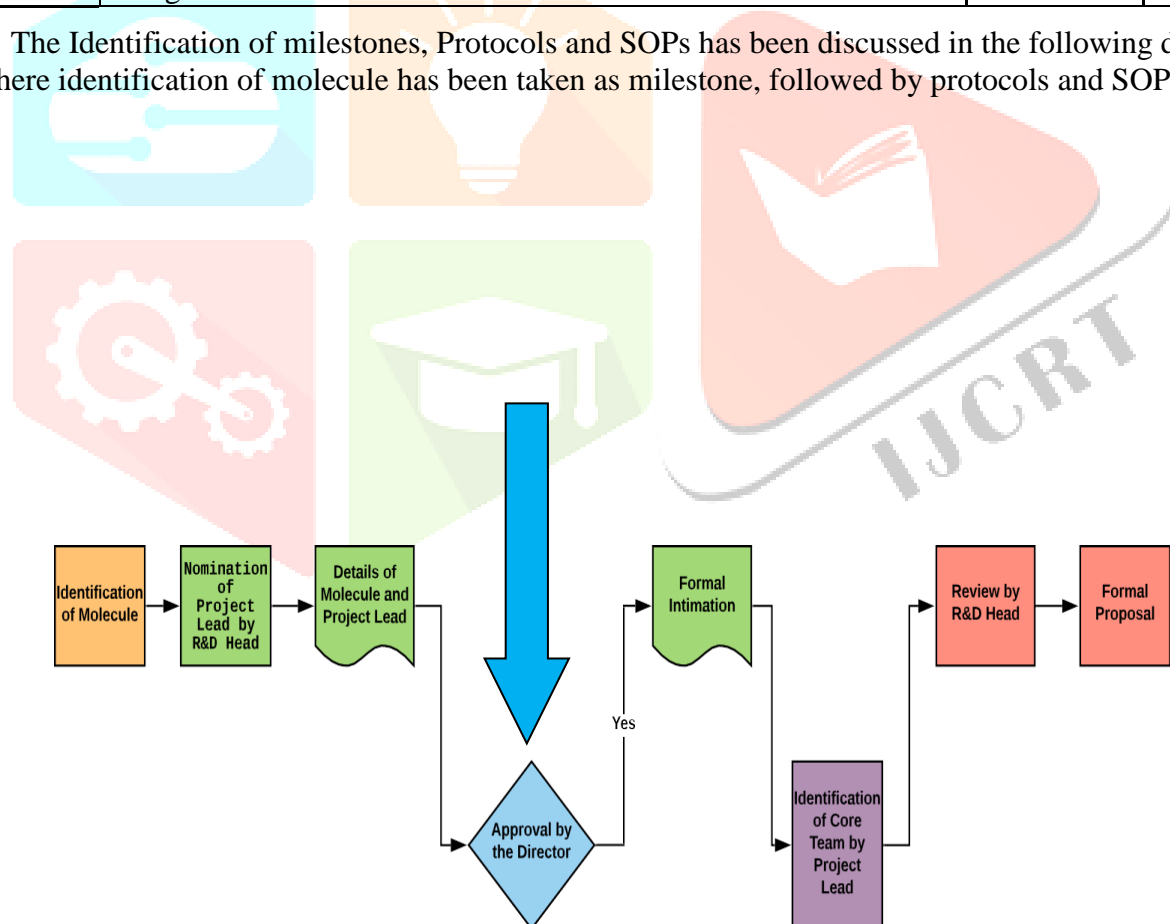 The Identification of milestones, Protocols and SOPs has been discussed in the following
here identification of molecule has been taken as milestone, followed by protocols and SOP
IJCRT
Identification
of Molecule
Nomination
of
Project
Lead by
R&D Head
Details of
Molecule and
Project Lead
Formal
Intimation
Review by
R&D Head
Formal
Proposal
Yes
Approval by
the Director
Identification
of Core
Team by
Project
Lead